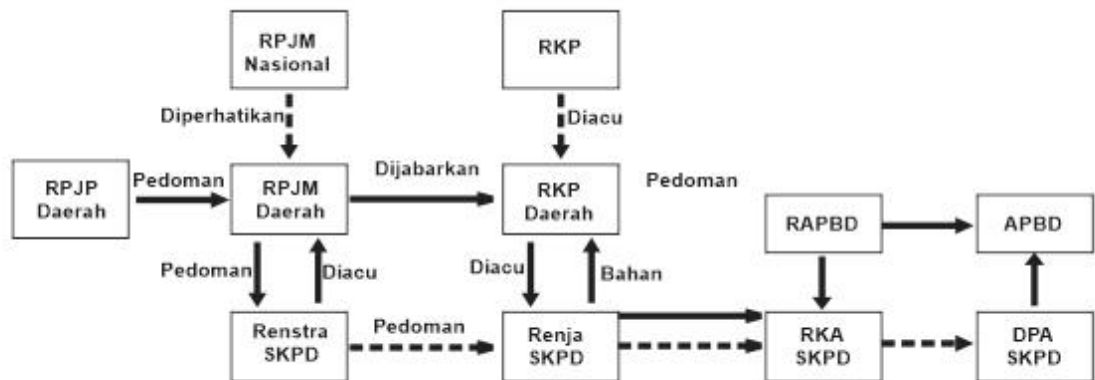 RPJM
Nasional
RKP
Diperhatikan
Diacu
RPJP
Daerah
Pedoman
RPJM
Daerah
Dijabarkan
RKP
Daerah
Pedoman
RAPBD
APBD
Pedoman
Diacu
Diacu
Bahan
Renstra
SKPD
Pedoman
Renja
SKPD
RKA
SKPD
DPA
SKPD